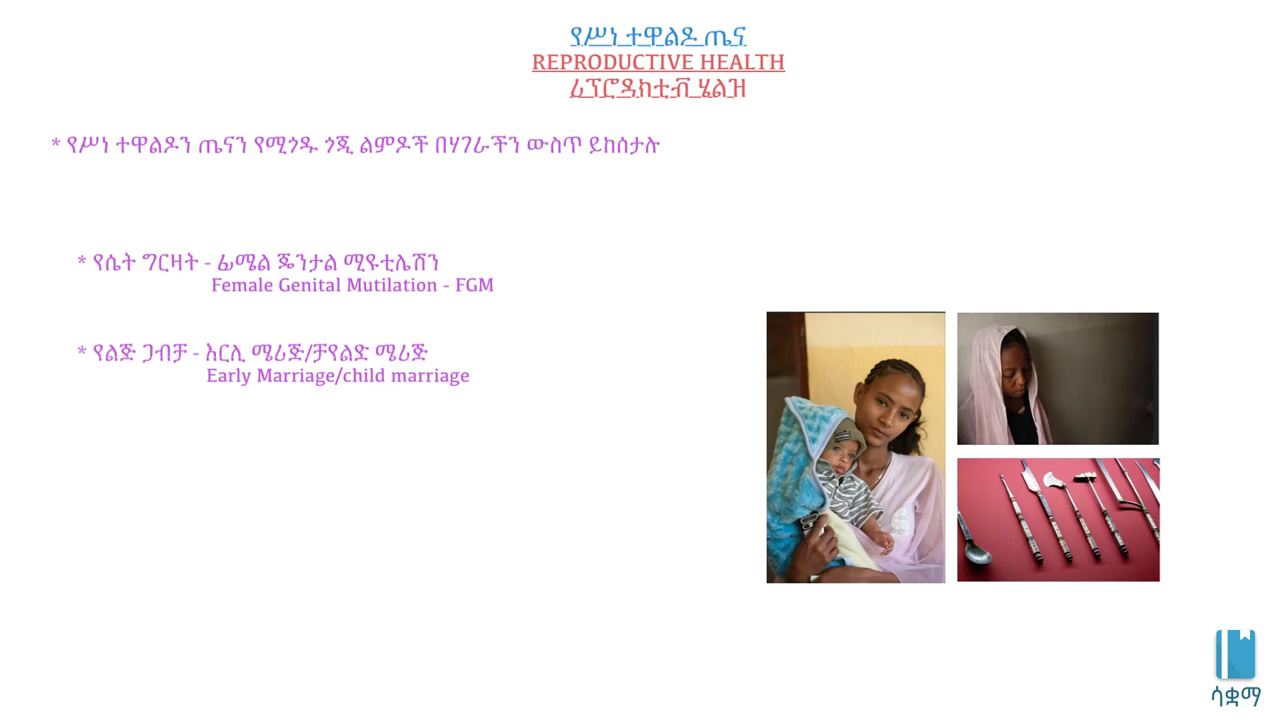 የሥነ ተዋልዶ ጤና
REPRODUCTIVE HEALTH
ሪፕሮዳክቲቭ ሄልዝ
* የሥነ ተዋልዶን ጤናን የሚጎዱ ጎጂ ልምዶች በሃገራችን ውስጥ ይከሰታሉ
* የሴት ግርዛት - ፊሜል ጄንታል ሚዩቲሌሽን
Female Genital Mutilation - FGM
* የልጅ ጋብቻ - እርሊ ሜሪጅ/ቻየልድ ሜሪጅ
Early Marriage/child marriage
ሳቋማ